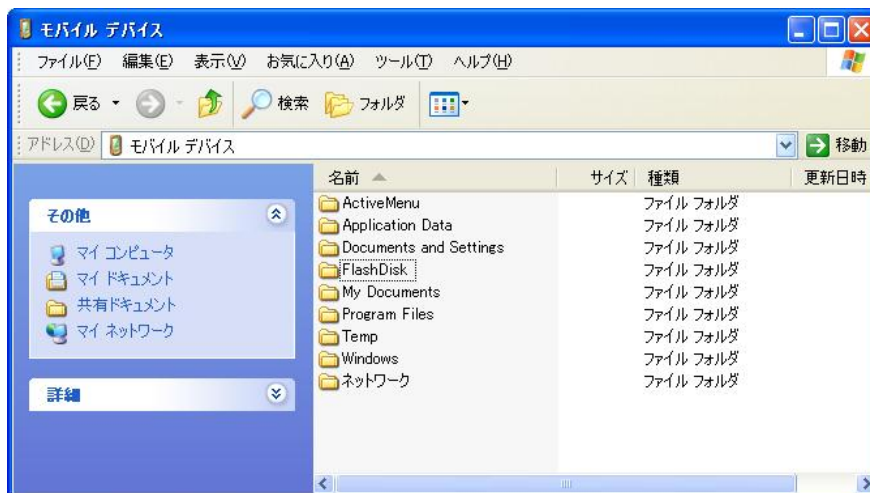 モバイル デバイス
ファイル(F) 編集(E) 表示(V) お気に入り(A) ツール(T) ヘルプ(H)
戻る 検索 フォルダ
アドレス(D) モバイル デバイス 移動
名前 サイズ 種類 更新日時
その他
マイ コンピュータ
マイ ドキュメント
共有ドキュメント
マイ ネットワーク
詳細
ActiveMenu ファイル フォルダ
Application Data ファイル フォルダ
Documents and Settings ファイル フォルダ
FlashDisk ファイル フォルダ
My Documents ファイル フォルダ
Program Files ファイル フォルダ
Temp ファイル フォルダ
Windows ファイル フォルダ
ネットワーク ファイル フォルダ